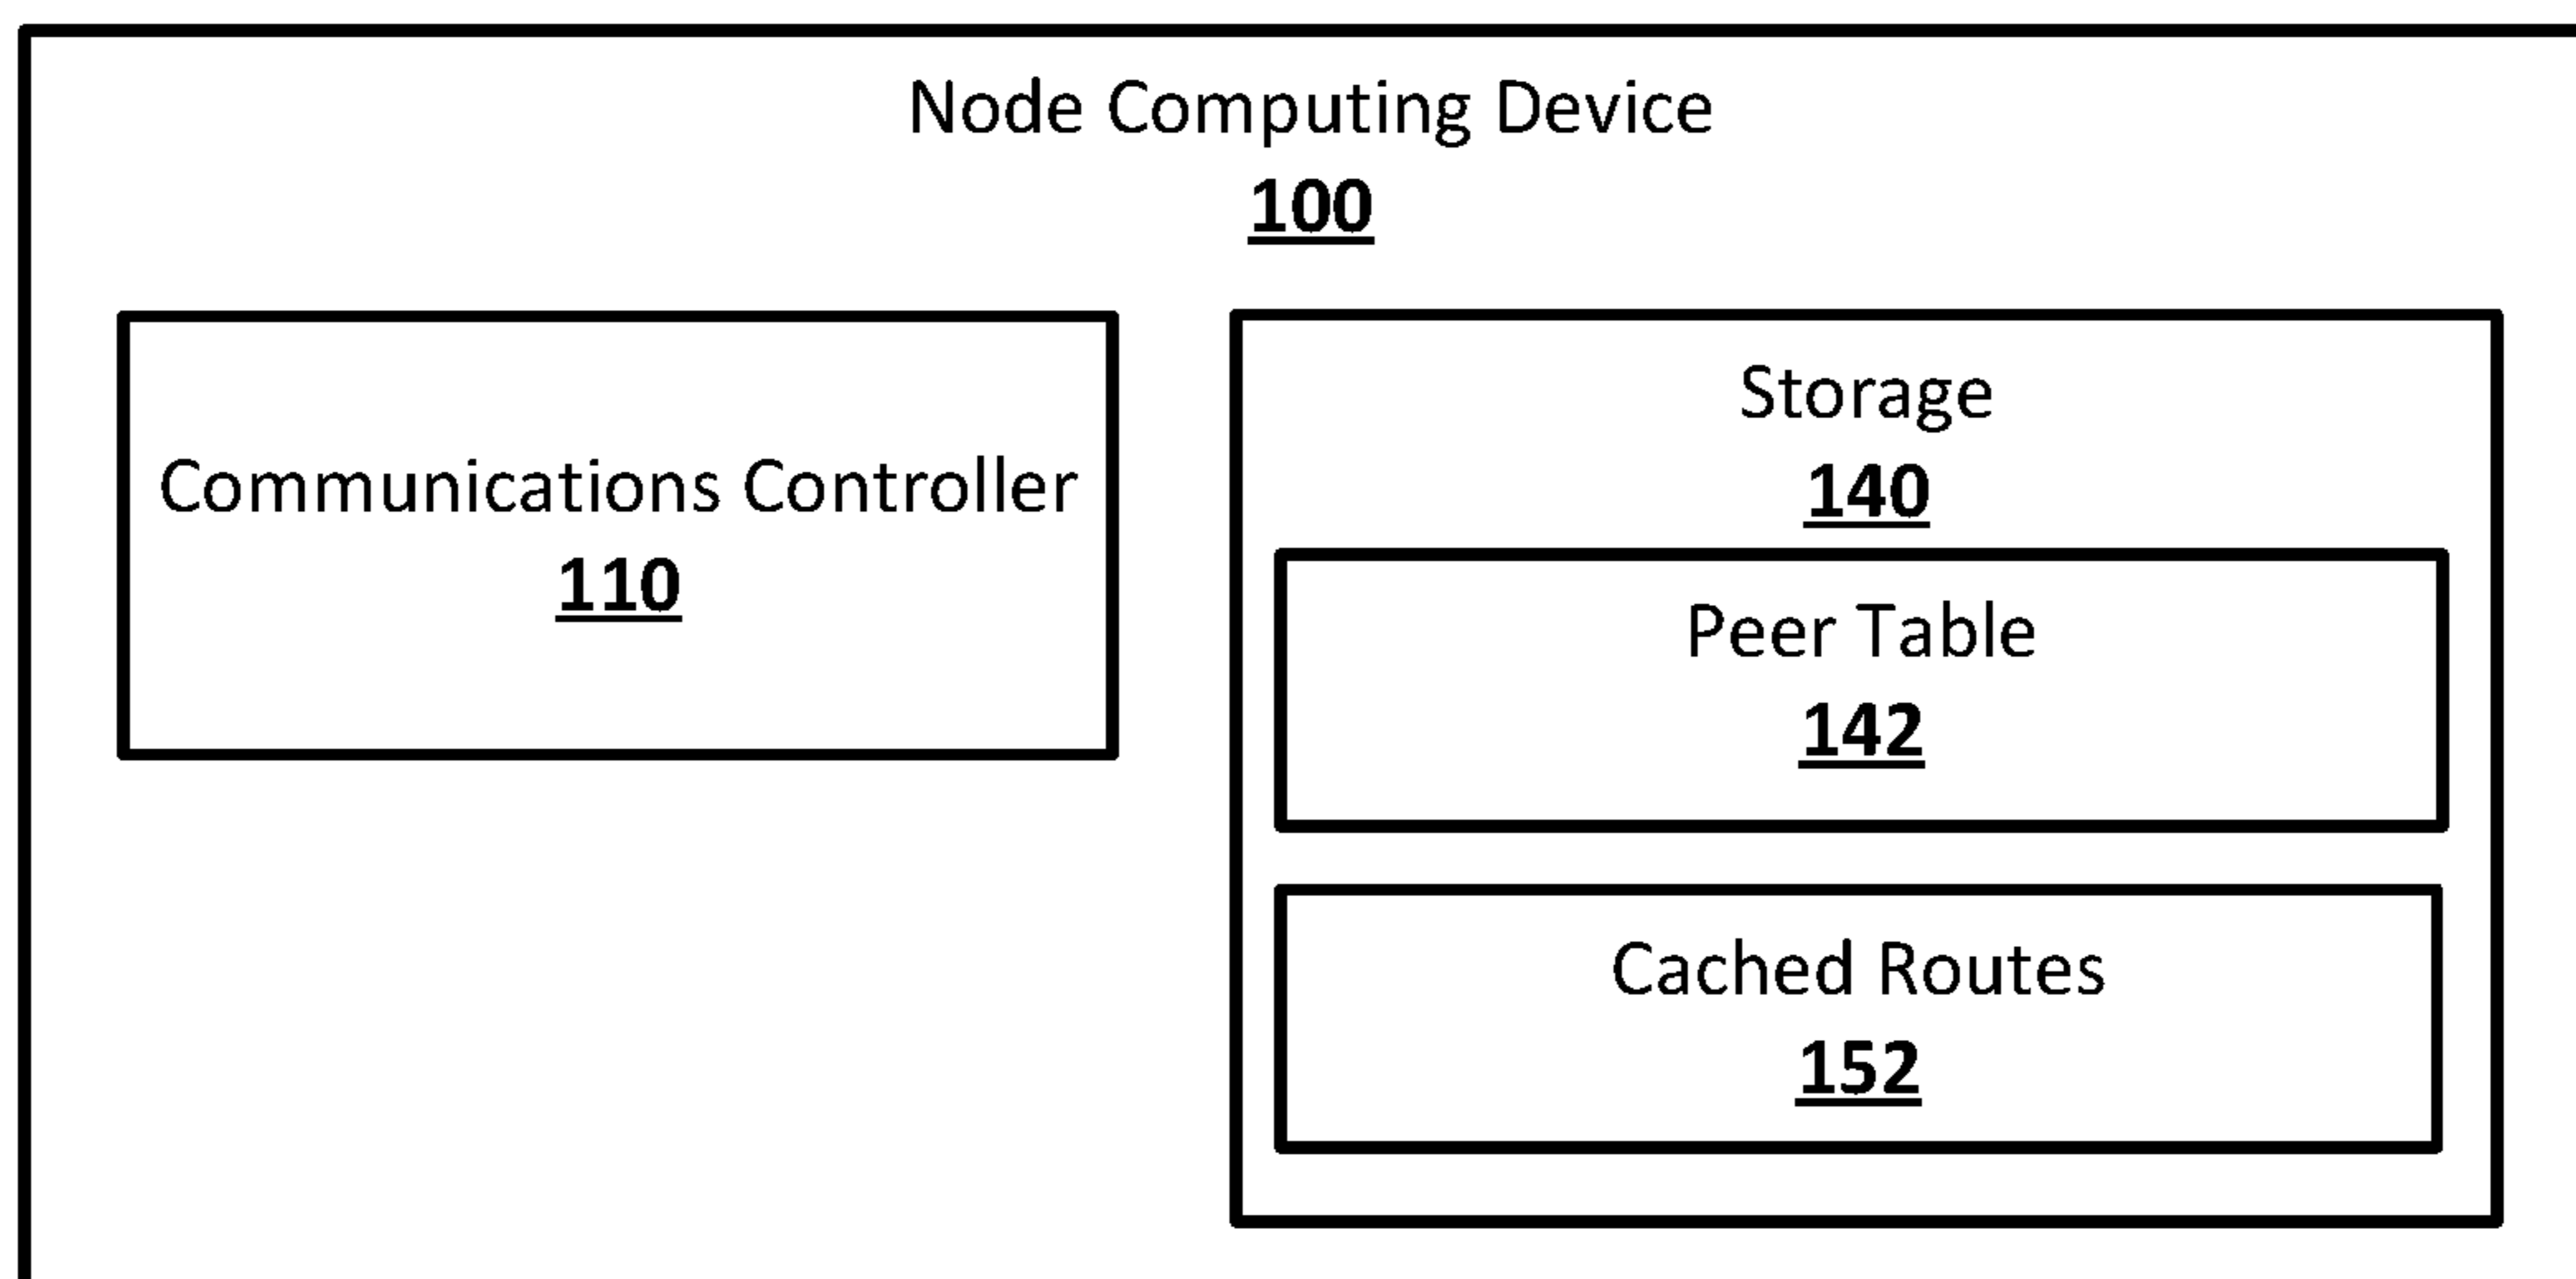 Node Computing Device
100
Communications Controller
110
Storage
140
Peer Table
142
Cached Routes
152